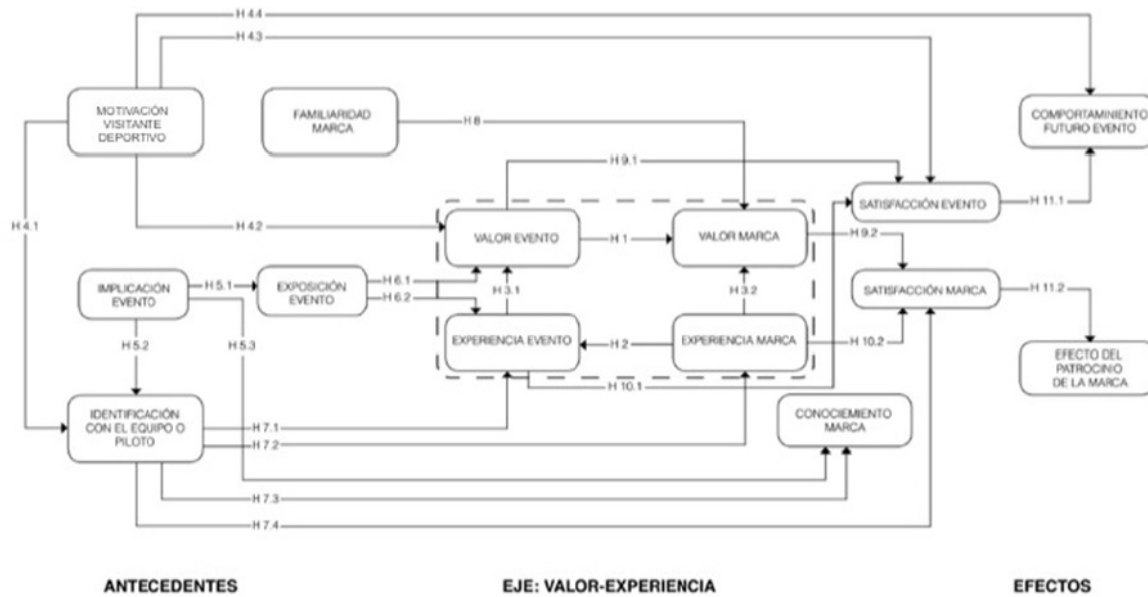 H 4.4
H 4.3
MOTIVACIÓN
VISITANTE
DEPORTIVO
FAMILIARIDAD
MARCA
COMPORTAMIENTO
FUTURO EVENTO
H 8
H 9.1
H 4.1
H 4.2
VALOR EVENTO
H 1
VALOR MARCA
SATISFACCIÓN EVENTO
H 11.1
H 9.2
IMPLICACIÓN
EVENTO
H 5.1
EXPOSICIÓN
EVENTO
H 6.1
H 6.2
H 3.1
H 3.2
SATISFACCIÓN MARCA
H 11.2
H 5.2
H 5.3
EXPERIENCIA EVENTO
H 2
EXPERIENCIA MARCA
H 10.2
EFECTO DEL
PATROCINIO
DE LA MARCA
H 10.1
IDENTIFICACIÓN
CON EL EQUIPO O
PILOTO
H 7.1
H 7.2
CONOCIEMIENTO
MARCA
H 7.3
H 7.4
ANTECEDENTES
EJE: VALOR-EXPERIENCIA
EFECTOS